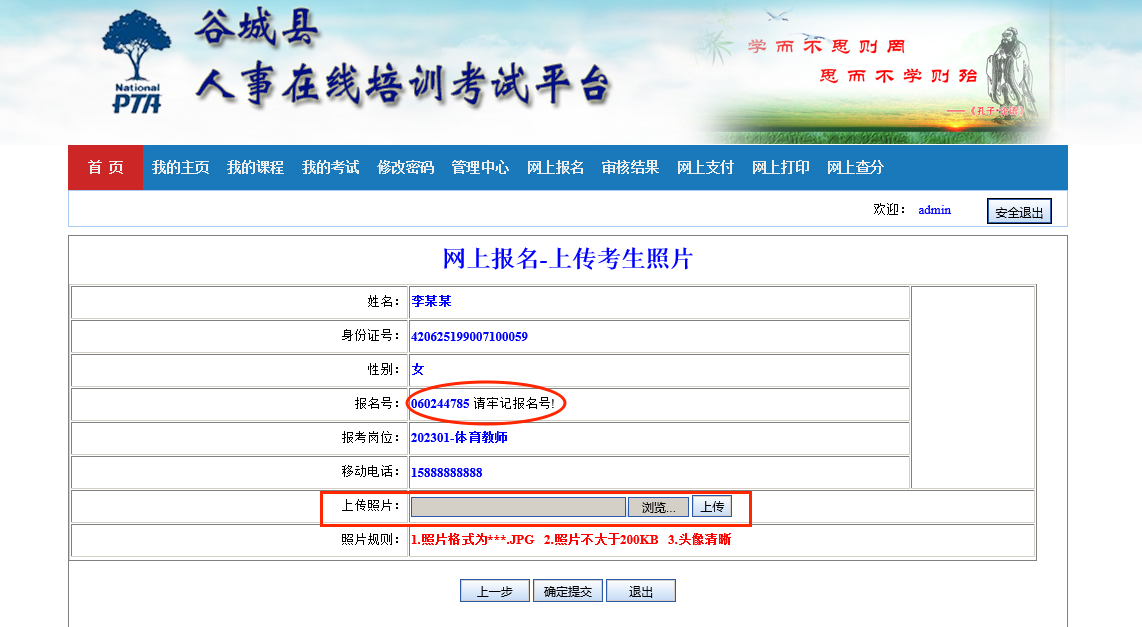 谷城县
人事在线培训考试平台
National
PTA
学而不思则罔
思而不学则殆
——《孔子·论语》
首 页 我的主页 我的课程 我的考试 修改密码 管理中心 网上报名 审核结果 网上支付 网上打印 网上查分
欢迎： admin 安全退出
网上报名-上传考生照片
姓名： 李某某
身份证号： 420625199007100059
性别： 女
报名号： 060244785 请牢记报名号!
报考岗位： 202301-体育教师
移动电话： 15888888888
上传照片： 浏览... 上传
照片规则： 1.照片格式为***.JPG 2.照片不大于200KB 3.头像清晰
上一步 确定提交 退出